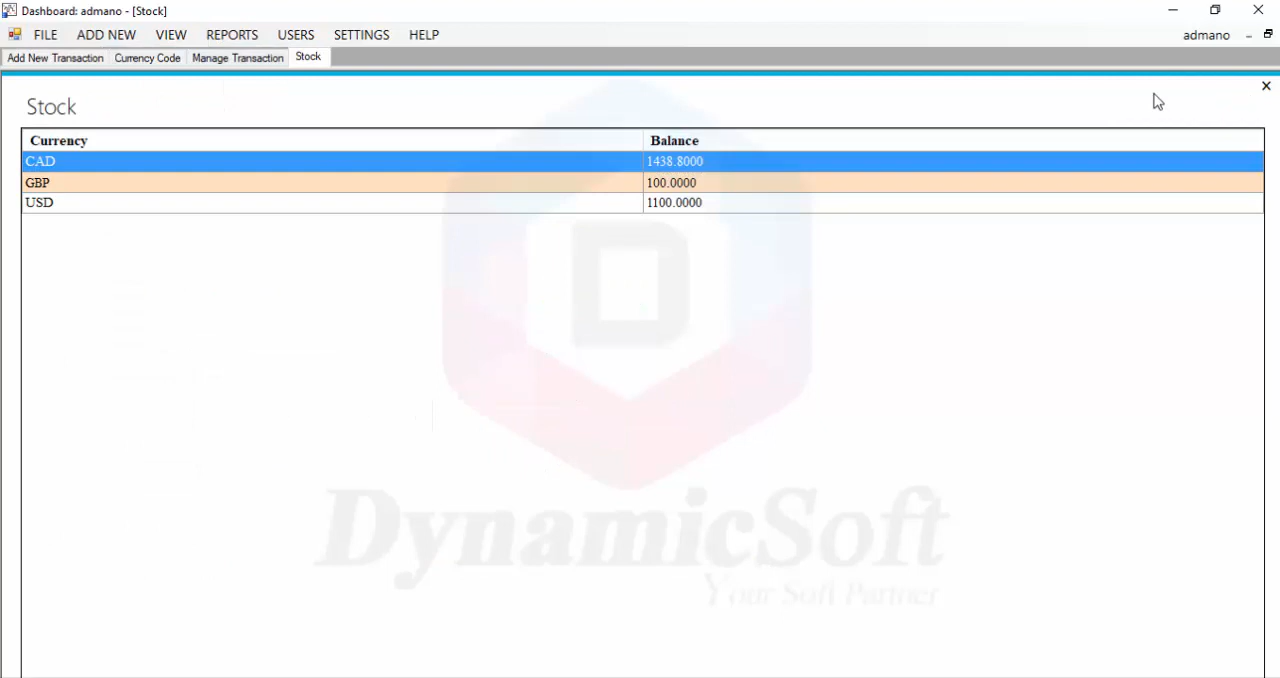 Dashboard: admano - [Stock]
FILE ADD NEW VIEW REPORTS USERS SETTINGS HELP admano
Add New Transaction Currency Code Manage Transaction Stock
Stock
Currency Balance
CAD 1438.8000
GBP 100.0000
USD 1100.0000
D
DynamicSoft
Your Soft Partner